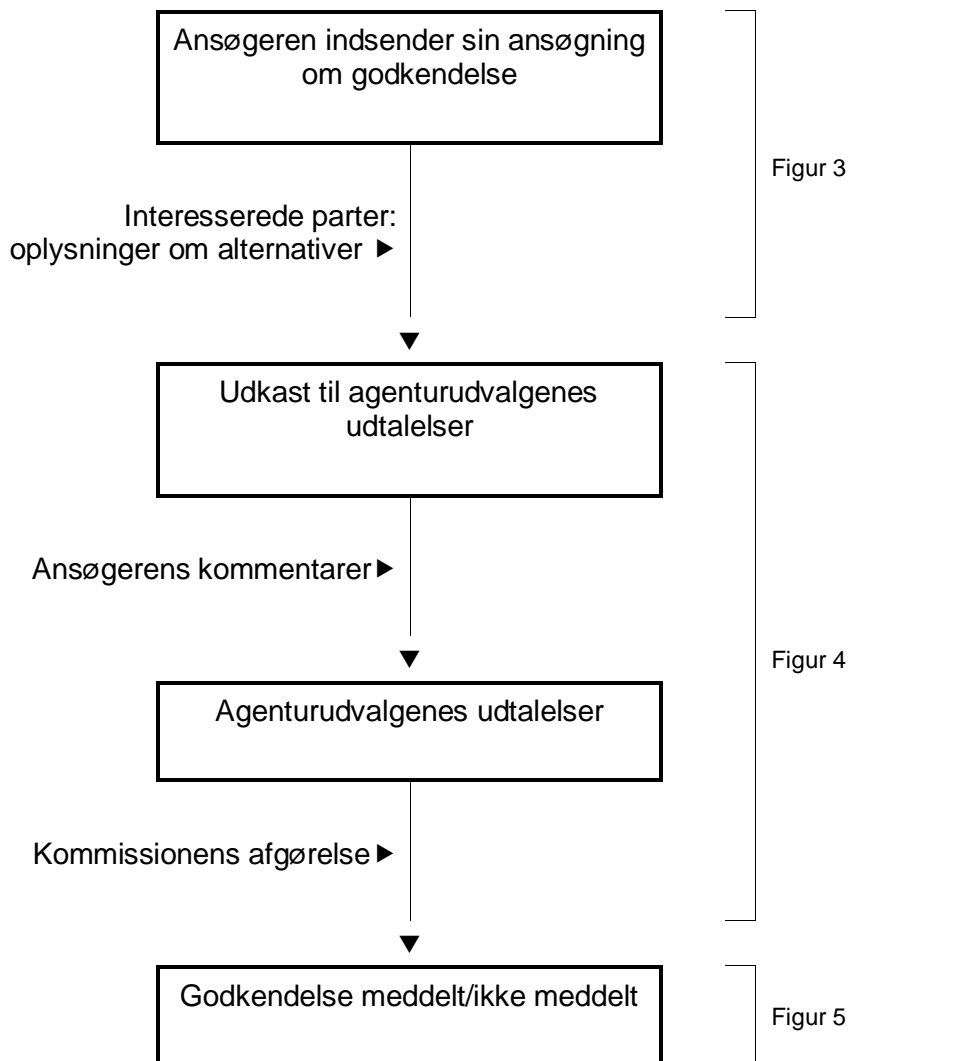 Ansøgeren indsender sin ansøgning
om godkendelse
Figur 3
Interesserede parter:
oplysninger om alternativer
Udkast til agenturudvalgenes
udtalelser
Ansøgerens kommentarer
Figur 4
Agenturudvalgenes udtalelser
Kommissionens afgørelse
Godkendelse meddelt/ikke meddelt
Figur 5